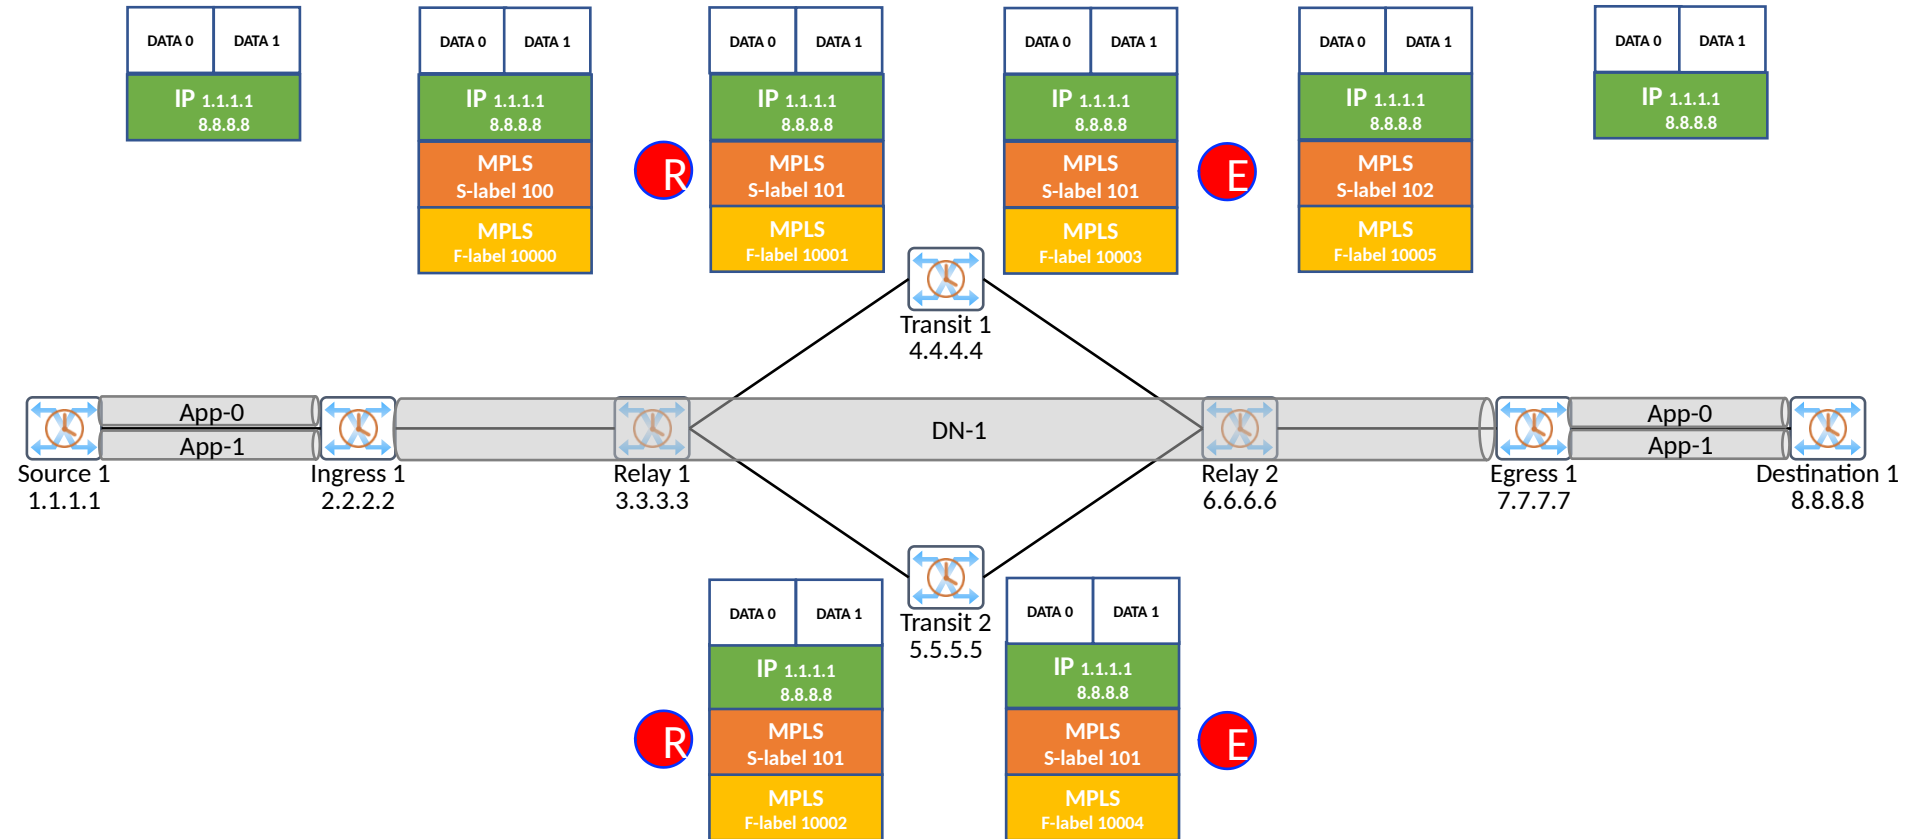 DATA 0 DATA 1
IP 1.1.1.1
8.8.8.8
DATA 0 DATA 1
IP 1.1.1.1
8.8.8.8
MPLS
S-label 100
MPLS
F-label 10000
R
DATA 0 DATA 1
IP 1.1.1.1
8.8.8.8
MPLS
S-label 101
MPLS
F-label 10001
DATA 0 DATA 1
IP 1.1.1.1
8.8.8.8
MPLS
S-label 101
MPLS
F-label 10003
E
DATA 0 DATA 1
IP 1.1.1.1
8.8.8.8
MPLS
S-label 102
MPLS
F-label 10005
DATA 0 DATA 1
IP 1.1.1.1
8.8.8.8
Transit 1
4.4.4.4
App-0
App-1
DN-1
App-0
App-1
Source 1
1.1.1.1
Ingress 1
2.2.2.2
Relay 1
3.3.3.3
Relay 2
6.6.6.6
Egress 1
7.7.7.7
Destination 1
8.8.8.8
Transit 2
5.5.5.5
R
DATA 0 DATA 1
IP 1.1.1.1
8.8.8.8
MPLS
S-label 101
MPLS
F-label 10002
DATA 0 DATA 1
IP 1.1.1.1
8.8.8.8
MPLS
S-label 101
MPLS
F-label 10004
E